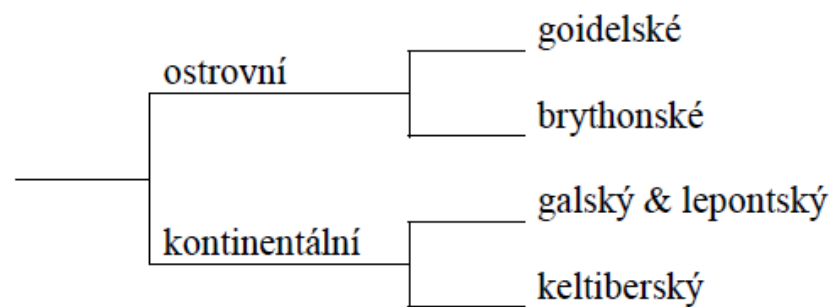 goidelské
ostrovní
brythonské
galský & lepontský
kontinentální
keltiberský